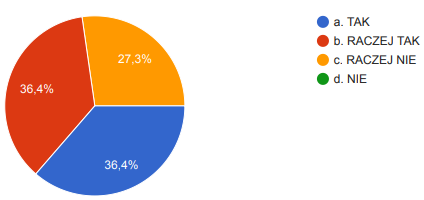 a. TAK
b. RACZEJ TAK
c. RACZEJ NIE
d. NIE
27,3%
36,4%
36,4%